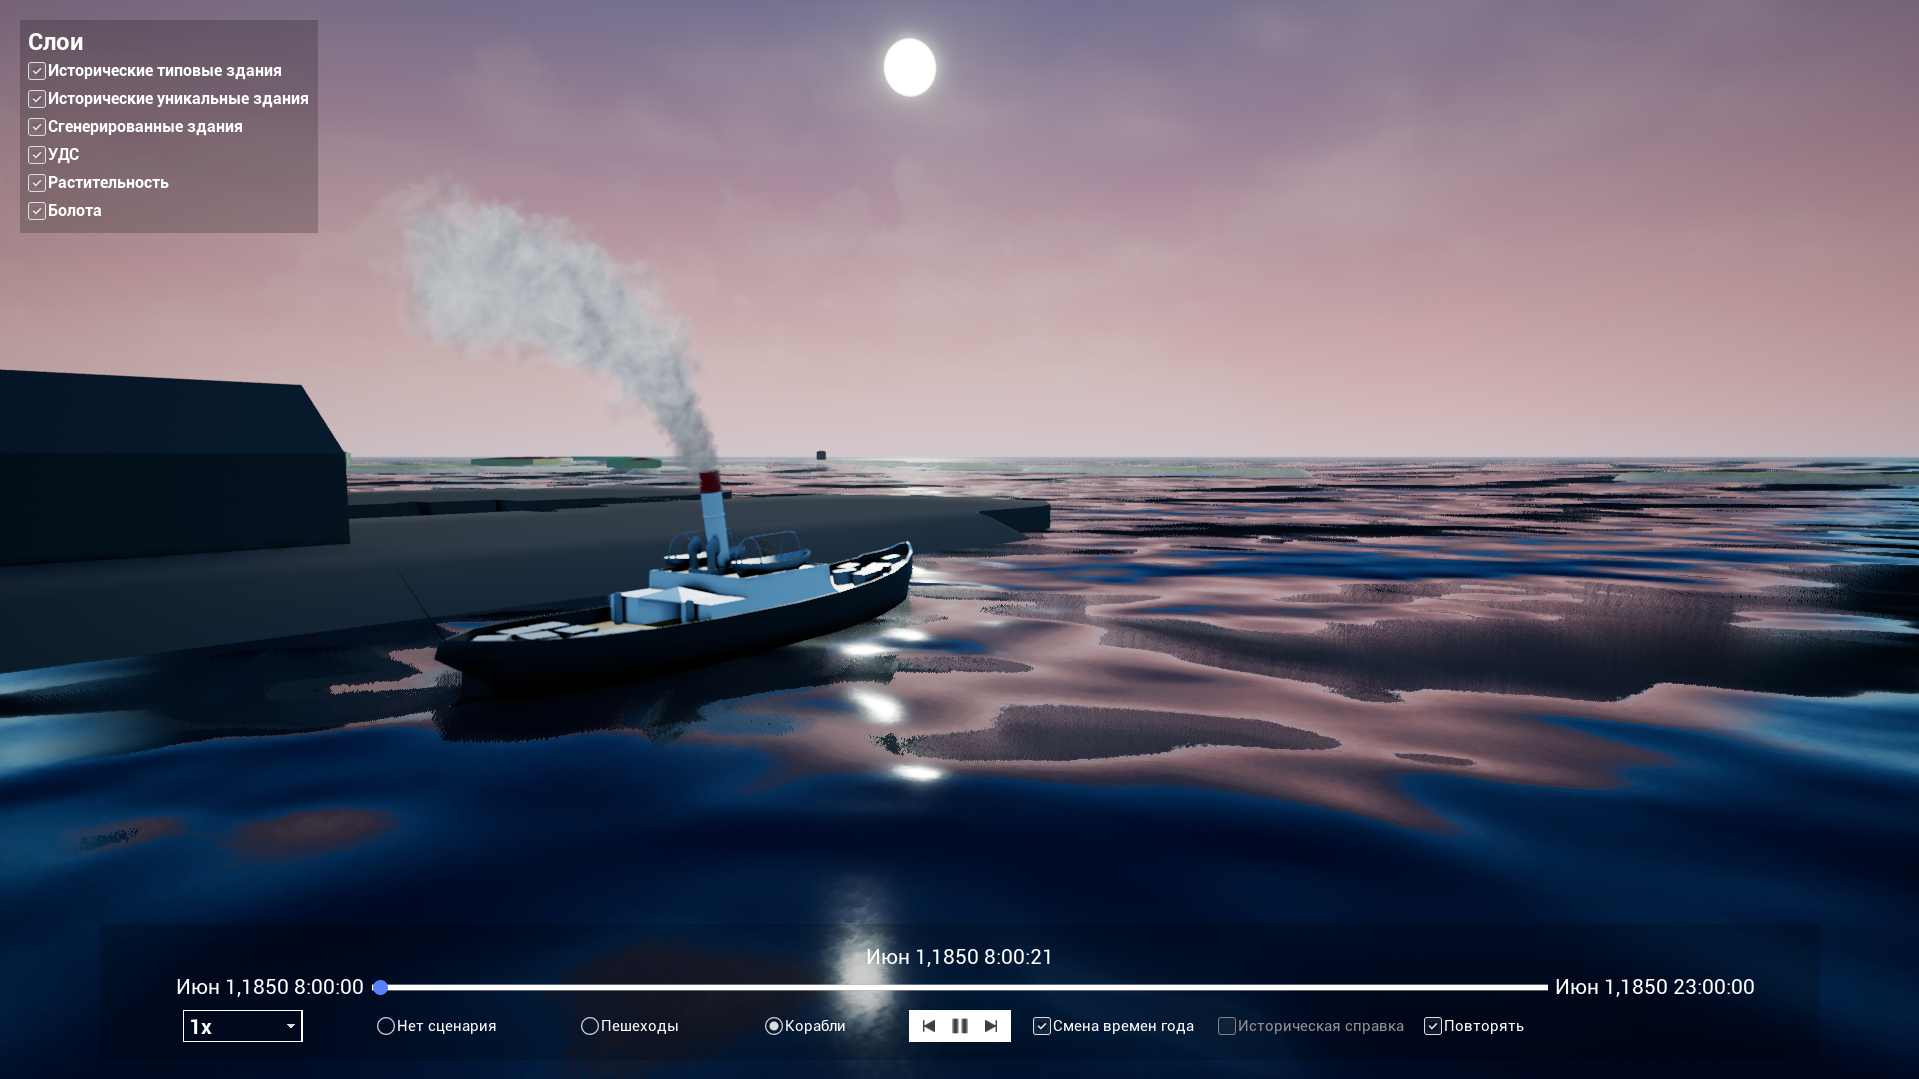 Слои
Исторические типовые здания
Исторические уникальные здания
Сгенерированные здания
УДС
Растительность
Болота
Июн 1,1850 8:00:21
Июн 1,1850 8:00:00
Июн 1,1850 23:00:00
1x
Нет сценария
Пешеходы
Корабли
Смена времен года
Историческая справка
Повторять